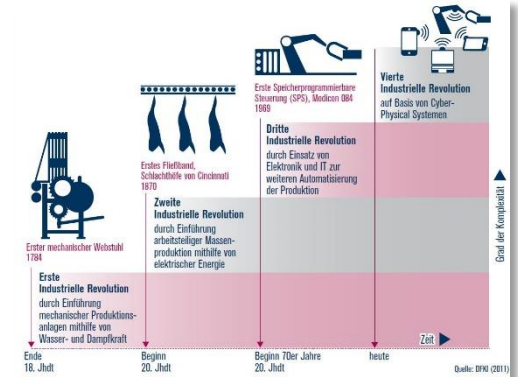 Erster mechanischer Webstuhl
1784
Erste
Industrielle Revolution
durch Einführung
mechanischer Produktions-
anlagen mithilfe von
Wasser- und Dampfkraft
Ende
18. Jhdt
Erstes Fließband,
Schlachthöfe von Cincinnati
1870
Zweite
Industrielle Revolution
durch Einführung
arbeitsteiliger Massen-
produktion mithilfe von
elektrischer Energie
Beginn
20. Jhdt
Erste Speicherprogrammierbare
Steuerung (SPS), Modicon 084
1969
Dritte
Industrielle Revolution
durch Einsatz von
Elektronik und IT zur
weiteren Automatisierung
der Produktion
Beginn 70er Jahre
20. Jhdt
Vierte
Industrielle Revolution
auf Basis von Cyber-
Physical Systemen
heute
Zeit
Grad der Komplexität
Quelle: DFKI (2011)